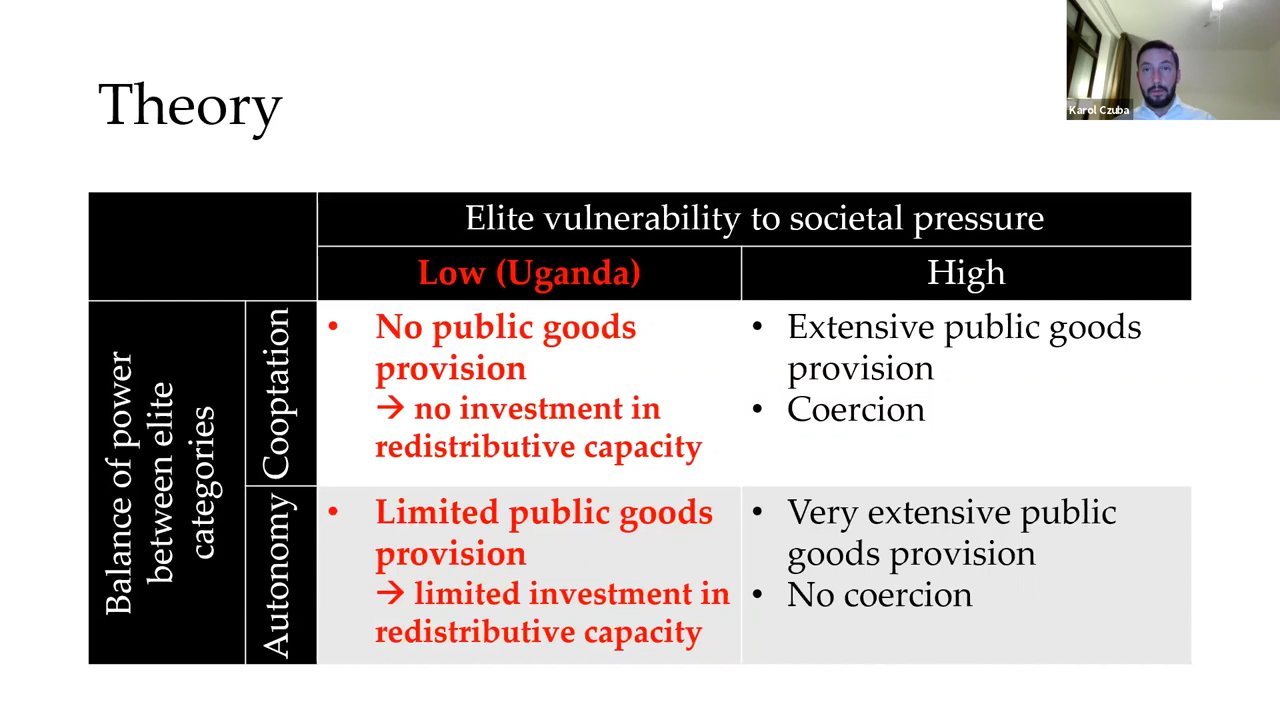 Theory
Karol Czuba
Elite vulnerability to societal pressure
Low (Uganda)
High
Balance of power
between elite
categories
Cooptation
• No public goods
provision
→ no investment in
redistributive capacity
• Extensive public goods
provision
• Coercion
Autonomy
• Limited public goods
provision
→ limited investment in
redistributive capacity
• Very extensive public
goods provision
• No coercion